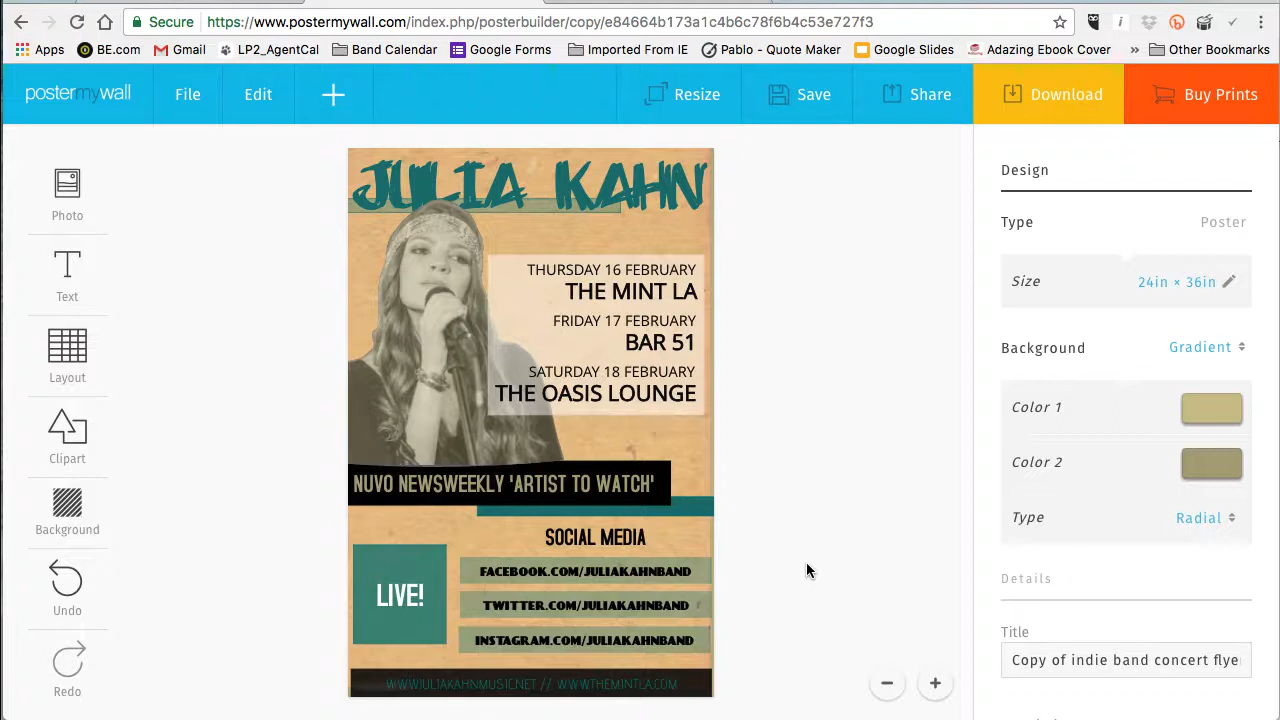 Secure
https://www.postermywall.com/index.php/posterbuilder/copy/e84664b173a1c4b6c78f6b4c53e727f3
Apps BE.com Gmail LP2_AgentCal Band Calendar Google Forms Imported From IE Pablo - Quote Maker Google Slides Adazing Ebook Cover » Other Bookmarks
postermywall File Edit + Resize Save Share Download Buy Prints
Photo
Text
Layout
Clipart
Background
Undo
Redo
JULIA KAHN
THURSDAY 16 FEBRUARY
THE MINT LA
FRIDAY 17 FEBRUARY
BAR 51
SATURDAY 18 FEBRUARY
THE OASIS LOUNGE
NUVO NEWSWEEKLY 'ARTIST TO WATCH'
SOCIAL MEDIA
LIVE!
FACEBOOK.COM/JULIAKAHNBAND
TWITTER.COM/JULIAKAHNBAND
INSTAGRAM.COM/JULIAKAHNBAND
WWW.JULIAKAHNMUSIC.NET // WWW.THEMINTLA.COM
Design
Type Poster
Size 24in × 36in
Background Gradient
Color 1
Color 2
Type Radial
Details
Title
Copy of indie band concert flye